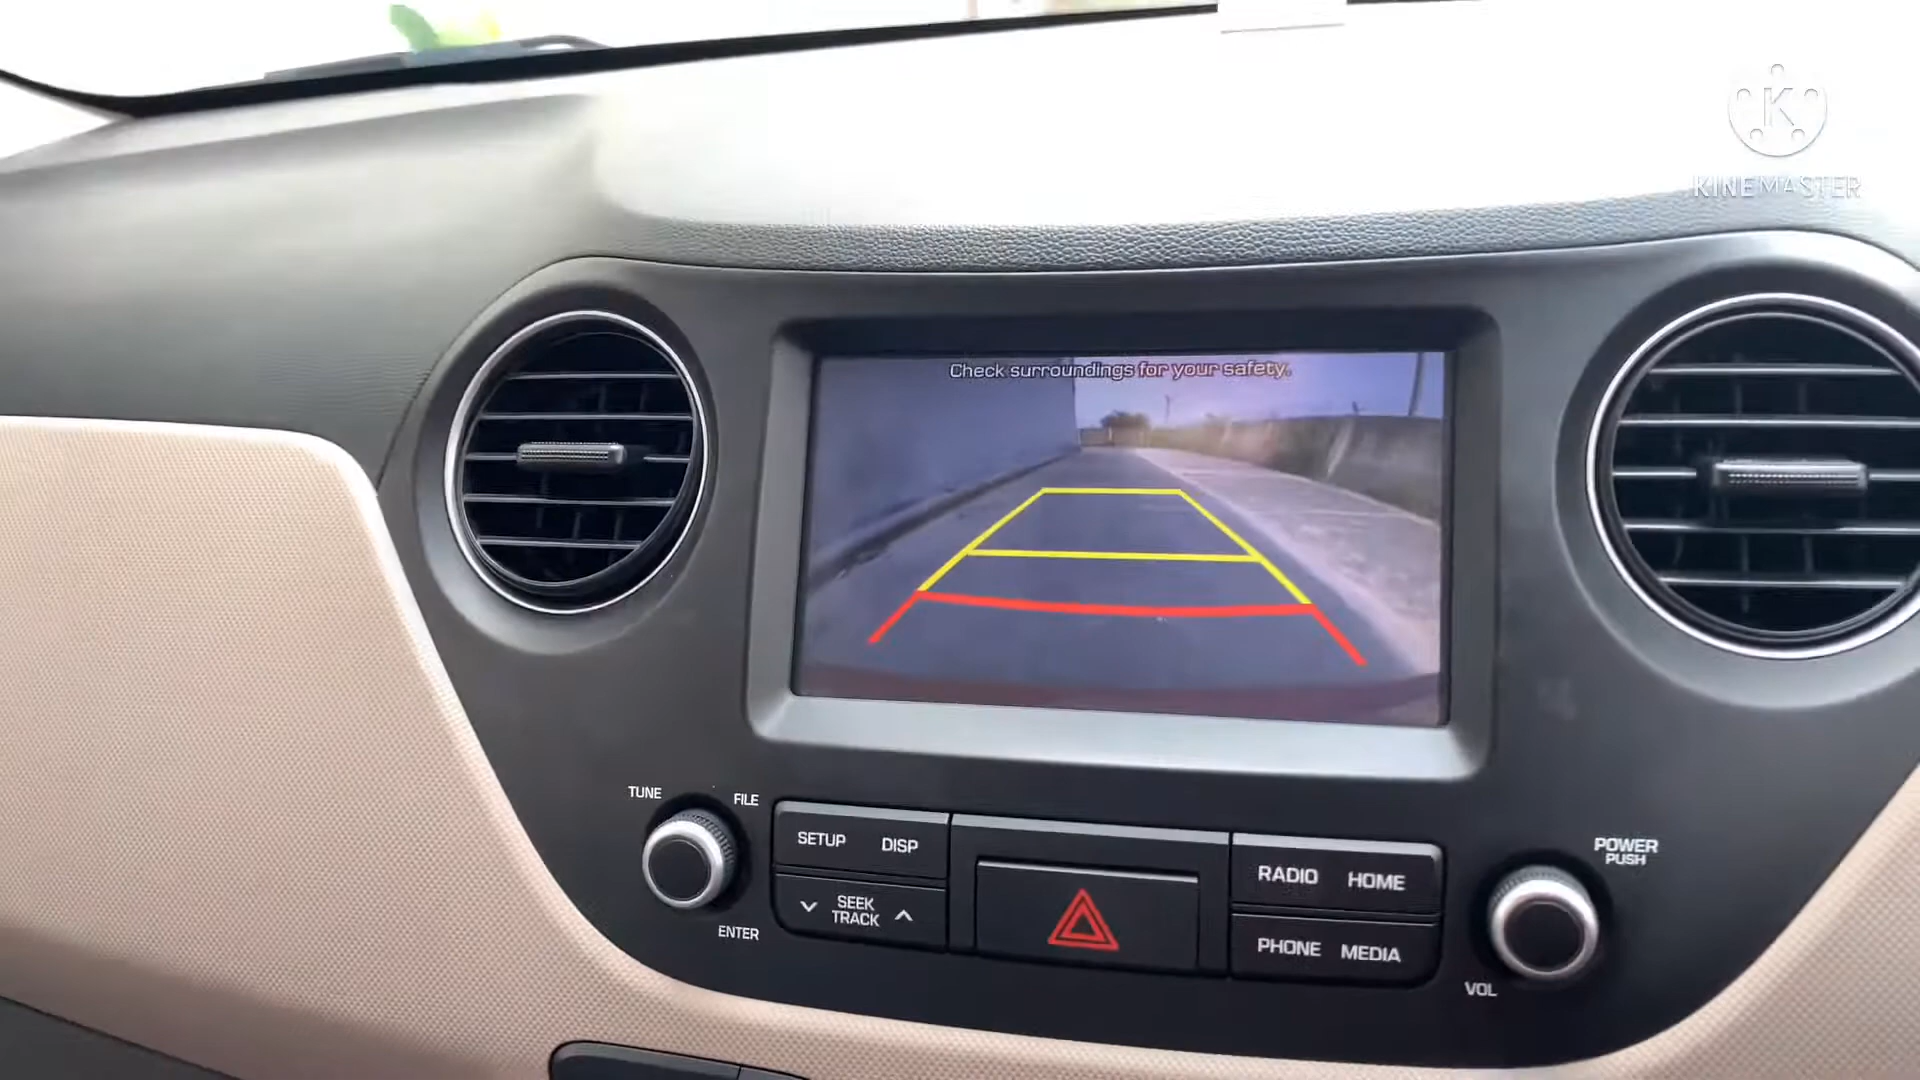 K
KINEMASTER
Check surroundings for your safety.
TUNE
FILE
SETUP DISP
SEEK
TRACK
ENTER
RADIO HOME
PHONE MEDIA
POWER
PUSH
VOL